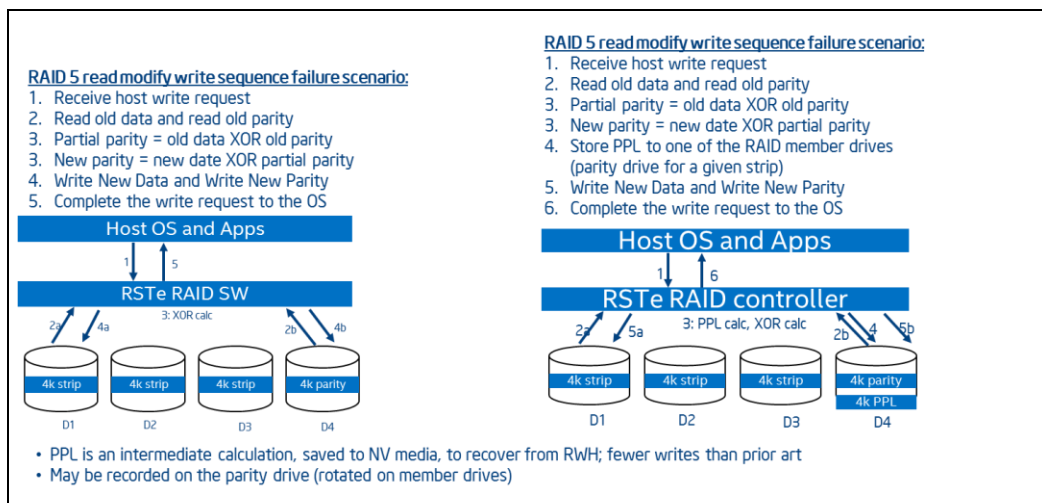 RAID 5 read modify write sequence failure scenario:
1. Receive host write request
2. Read old data and read old parity
3. Partial parity = old data XOR old parity
3. New parity = new date XOR partial parity
4. Write New Data and Write New Parity
5. Complete the write request to the OS
Host OS and Apps
1
5
RSTe RAID SW
3: XOR calc
2a
4a
2b
4b
4k strip
4k strip
4k strip
4k parity
D1
D2
D3
D4
RAID 5 read modify write sequence failure scenario:
1. Receive host write request
2. Read old data and read old parity
3. Partial parity = old data XOR old parity
3. New parity = new date XOR partial parity
4. Store PPL to one of the RAID member drives
(parity drive for a given strip)
5. Write New Data and Write New Parity
6. Complete the write request to the OS
Host OS and Apps
1
6
RSTe RAID controller
3: PPL calc, XOR calc
2a
5a
2b
4
5b
4k strip
4k strip
4k strip
4k parity
4k PPL
D1
D2
D3
D4
• PPL is an intermediate calculation, saved to NV media, to recover from RWH; fewer writes than prior art
• May be recorded on the parity drive (rotated on member drives)